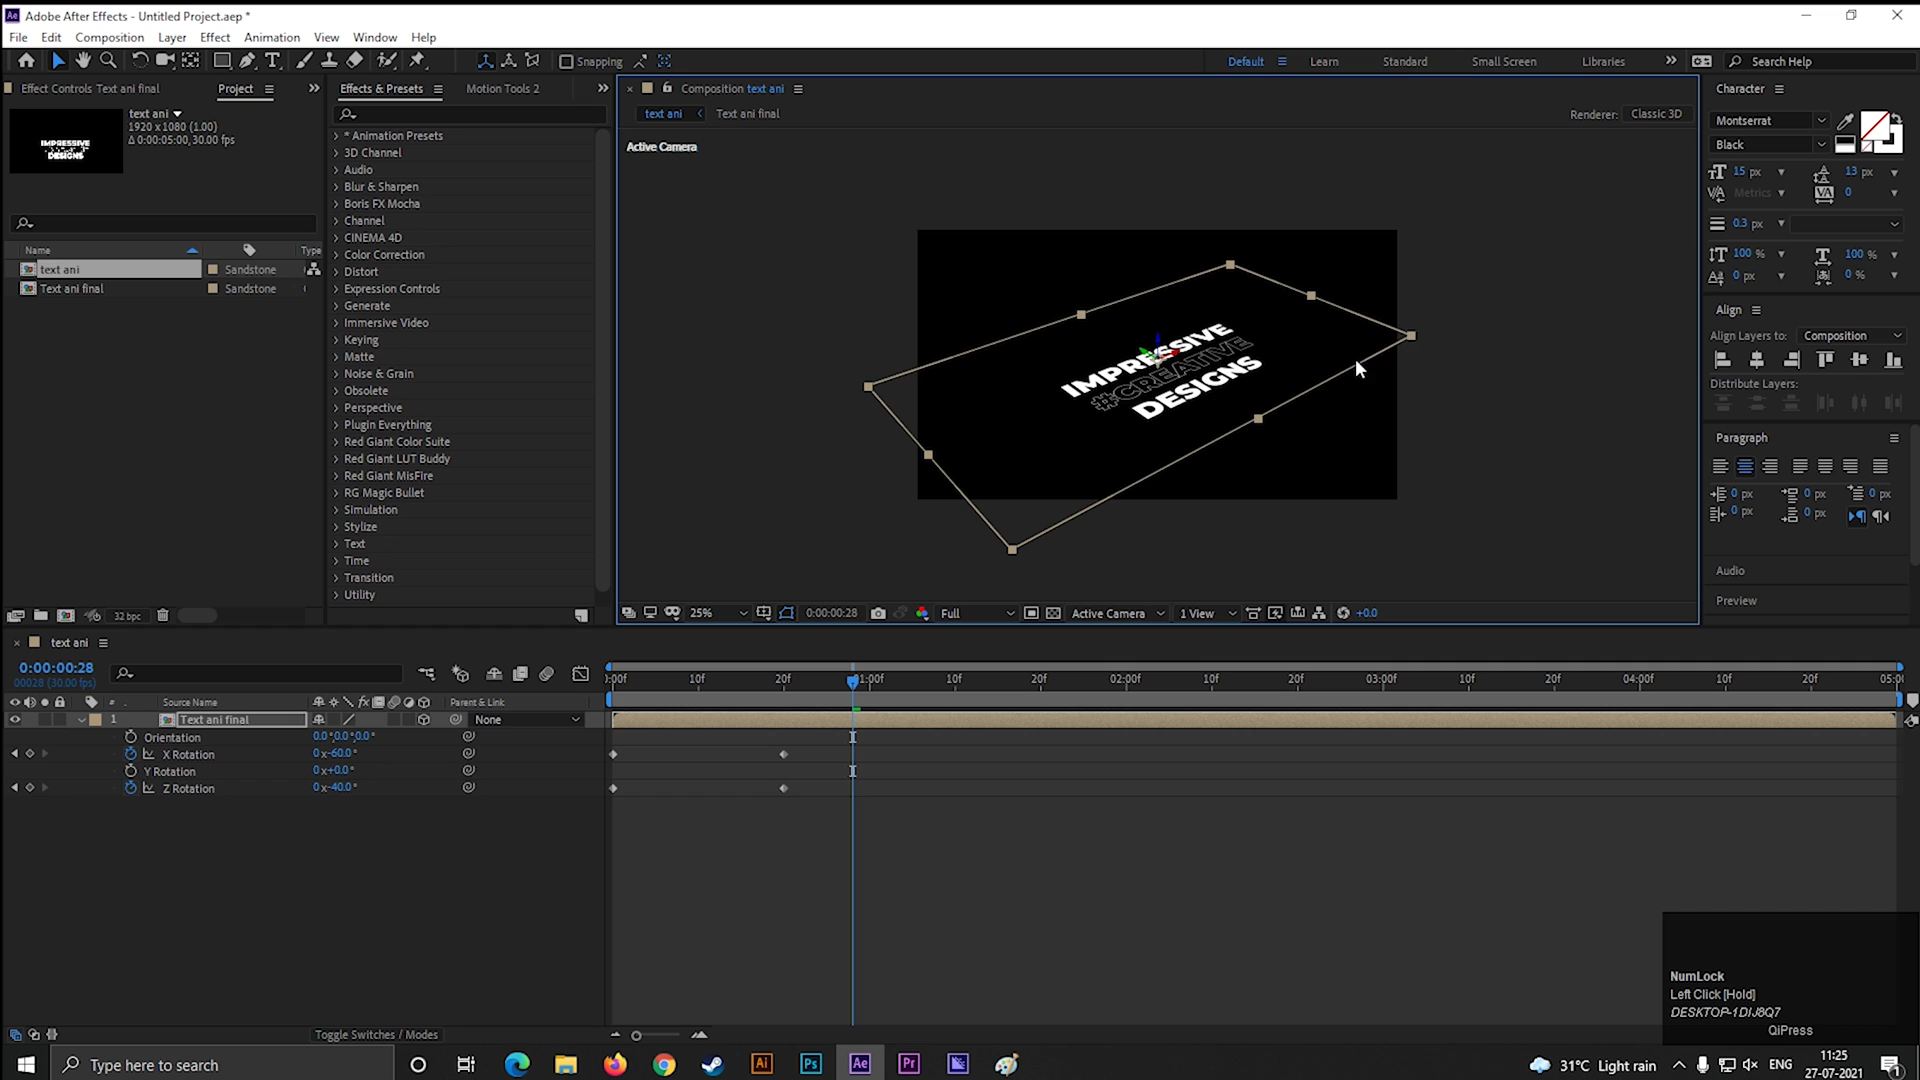 Adobe After Effects - Untitled Project.aep *
File Edit Composition Layer Effect Animation View Window Help
Snapping
Default Learn Standard Small Screen Libraries Search Help
Effect Controls Text ani final Project
text ani
1920 x 1080 (1.00)
Δ 0:00:05:00, 30.00 fps
IMPRESSIVE
DESIGNS
Name Type
text ani Sandstone
Text ani final Sandstone
32 bpc
Effects & Presets Motion Tools 2
* Animation Presets
3D Channel
Audio
Blur & Sharpen
Boris FX Mocha
Channel
CINEMA 4D
Color Correction
Distort
Expression Controls
Generate
Immersive Video
Keying
Matte
Noise & Grain
Obsolete
Perspective
Plugin Everything
Red Giant Color Suite
Red Giant LUT Buddy
Red Giant MisFire
RG Magic Bullet
Simulation
Stylize
Text
Time
Transition
Utility
Composition text ani
text ani Text ani final Renderer: Classic 3D
Active Camera
IMPRESSIVE
#CREATIVE
DESIGNS
25% 0:00:00:28 Full Active Camera 1 View +0.0
Character
Montserrat
Black
15 px 13 px
Metrics 0
0.3 px
100 % 100 %
0 px 0 %
Align
Align Layers to: Composition
Distribute Layers:
Paragraph
0 px 0 px 0 px
0 px 0 px
Audio
Preview
text ani
0:00:00:28
00028 (30.00 fps)
# Source Name Parent & Link
1 Text ani final None
Orientation 0.0°,0.0°,0.0°
X Rotation 0x-60.0°
Y Rotation 0x+0.0°
Z Rotation 0x-40.0°
:00f 10f 20f 01:00f 10f 20f 02:00f 10f 20f 03:00f 10f 20f 04:00f 10f 20f 05:00
Toggle Switches / Modes
NumLock
Left Click [Hold]
DESKTOP-1DIJ8Q7
QiPress
Type here to search
Ai Ps Ae Pr
31°C Light rain ENG
11:25
27-07-2021
1